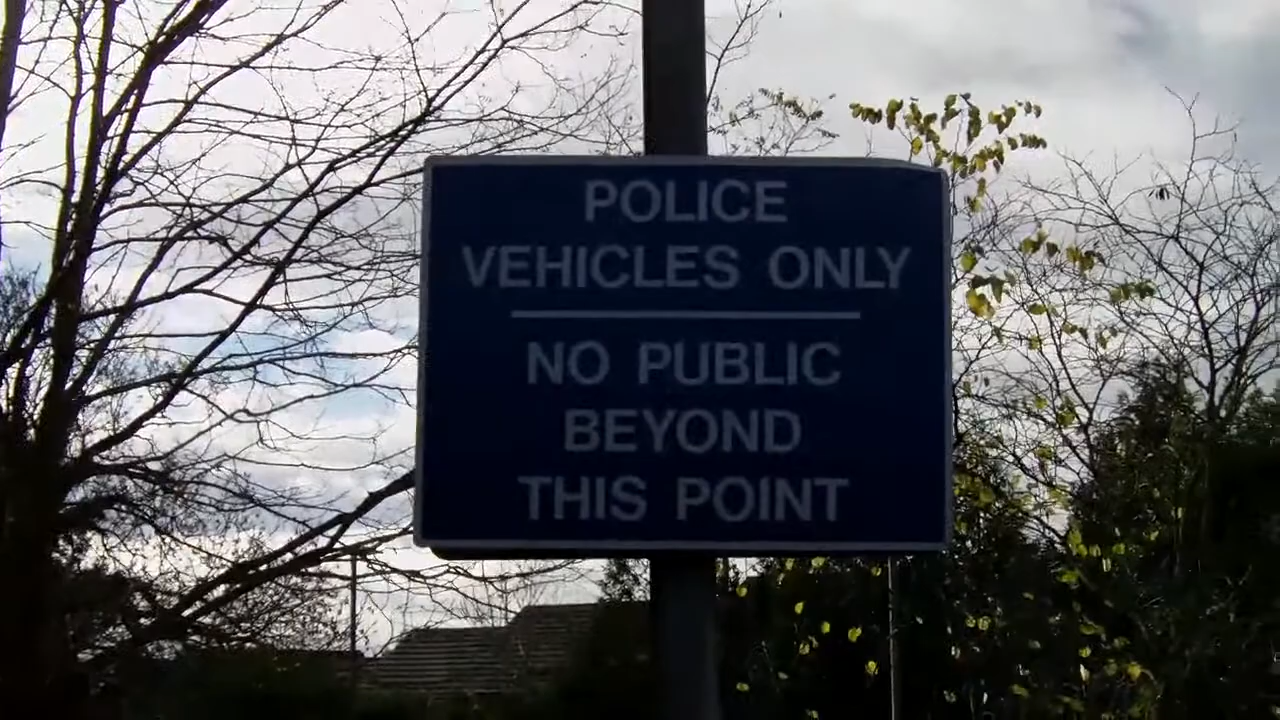 POLICE
VEHICLES ONLY
NO PUBLIC
BEYOND
THIS POINT